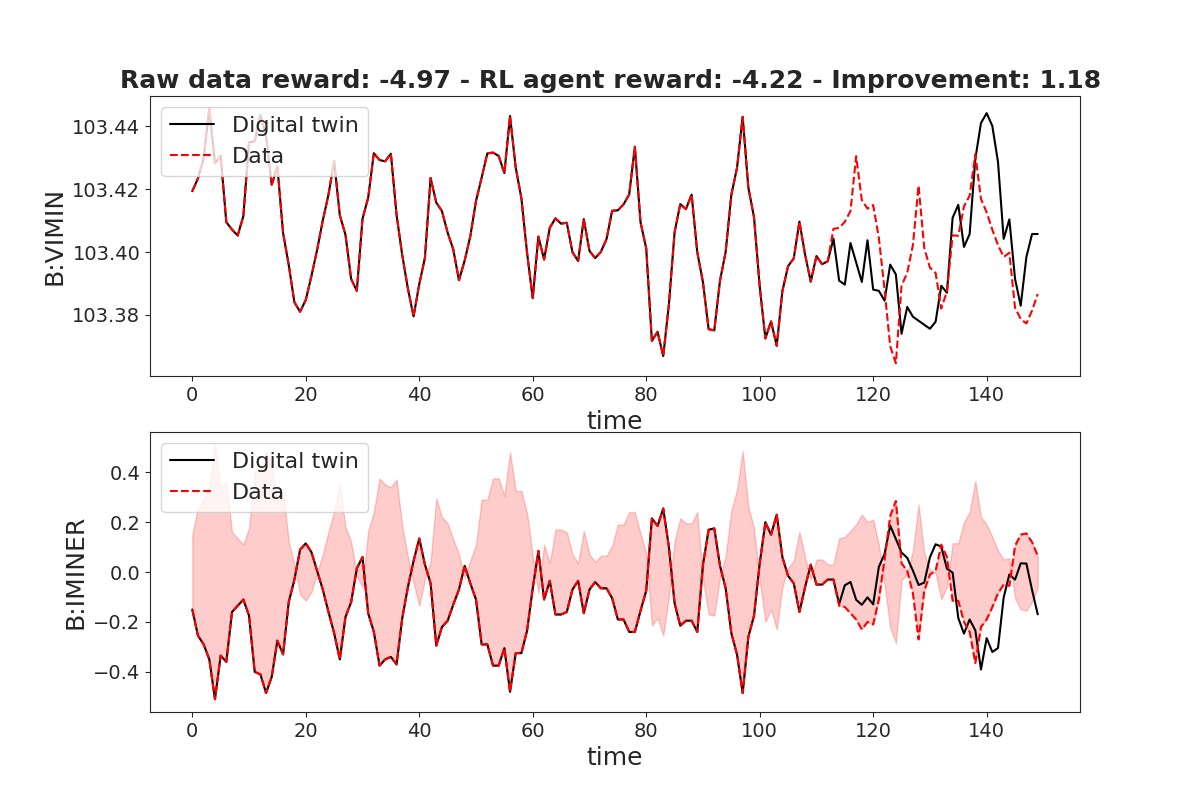 Raw data reward: -4.97 - RL agent reward: -4.22 - Improvement: 1.18
103.44
103.42
103.40
103.38
B:VIMIN
Digital twin
Data
0 20 40 60 80 100 120 140
time
0.4
0.2
0.0
−0.2
−0.4
B:IMINER
Digital twin
Data
0 20 40 60 80 100 120 140
time